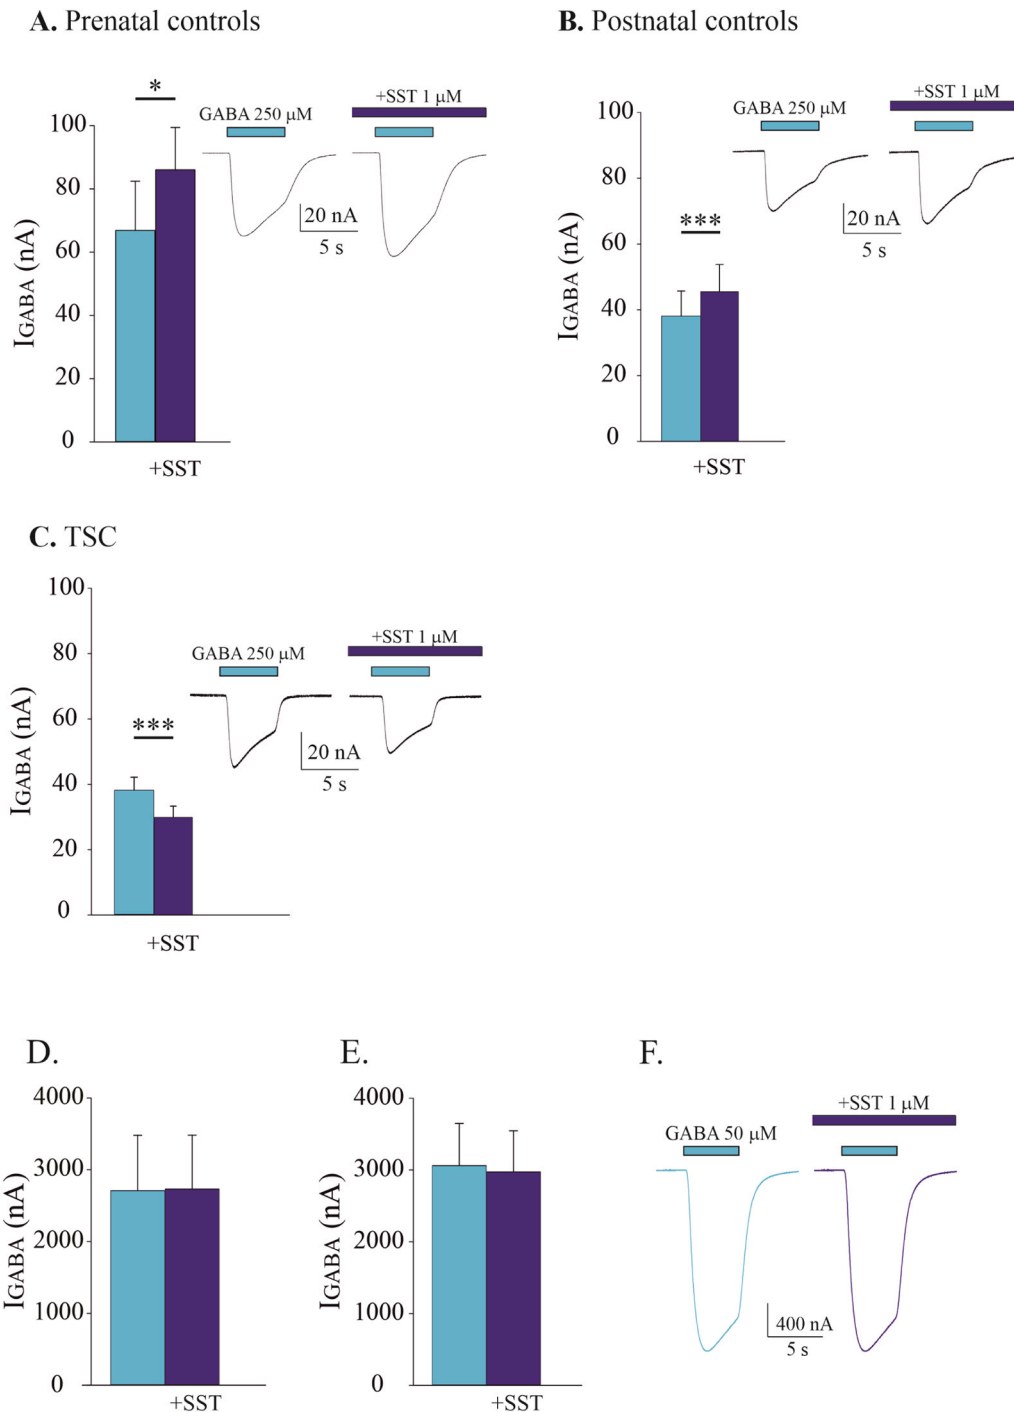 A. Prenatal controls
*
GABA 250 μM
+SST 1 μM
100
80
60
40
20
0
IGABA (nA)
20 nA
5 s
+SST
B. Postnatal controls
GABA 250 μM
+SST 1 μM
100
80
60
40
20
0
IGABA (nA)
***
20 nA
5 s
+SST
C. TSC
100
80
60
40
20
0
IGABA (nA)
GABA 250 μM
+SST 1 μM
***
20 nA
5 s
+SST
D.
4000
3000
2000
1000
0
IGABA (nA)
+SST
E.
4000
3000
2000
1000
0
IGABA (nA)
+SST
F.
GABA 50 μM
+SST 1 μM
400 nA
5 s